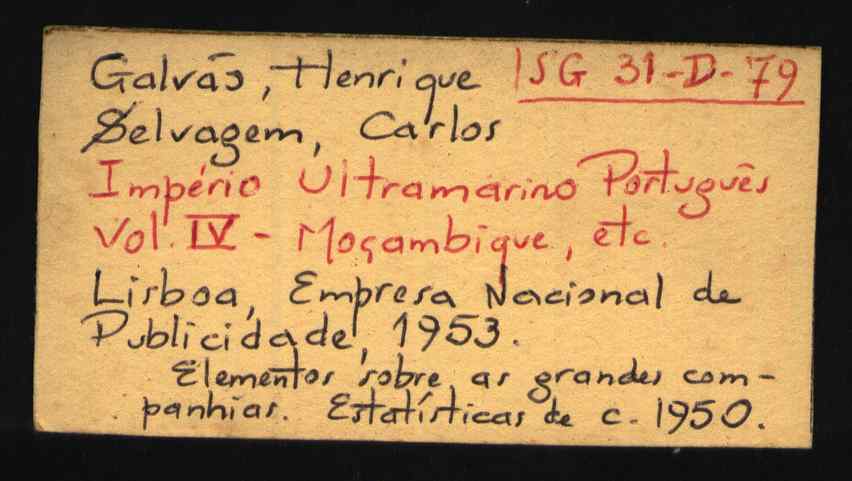 Galvão, Henrique ISG 31-D-79
Selvagem, Carlos
Império Ultramarino Português
Vol. IV - Moçambique, etc.
Lisboa, Empresa Nacional de
Publicidade, 1953.
Elementos sobre as grandes com-
panhias. Estatísticas de c. 1950.